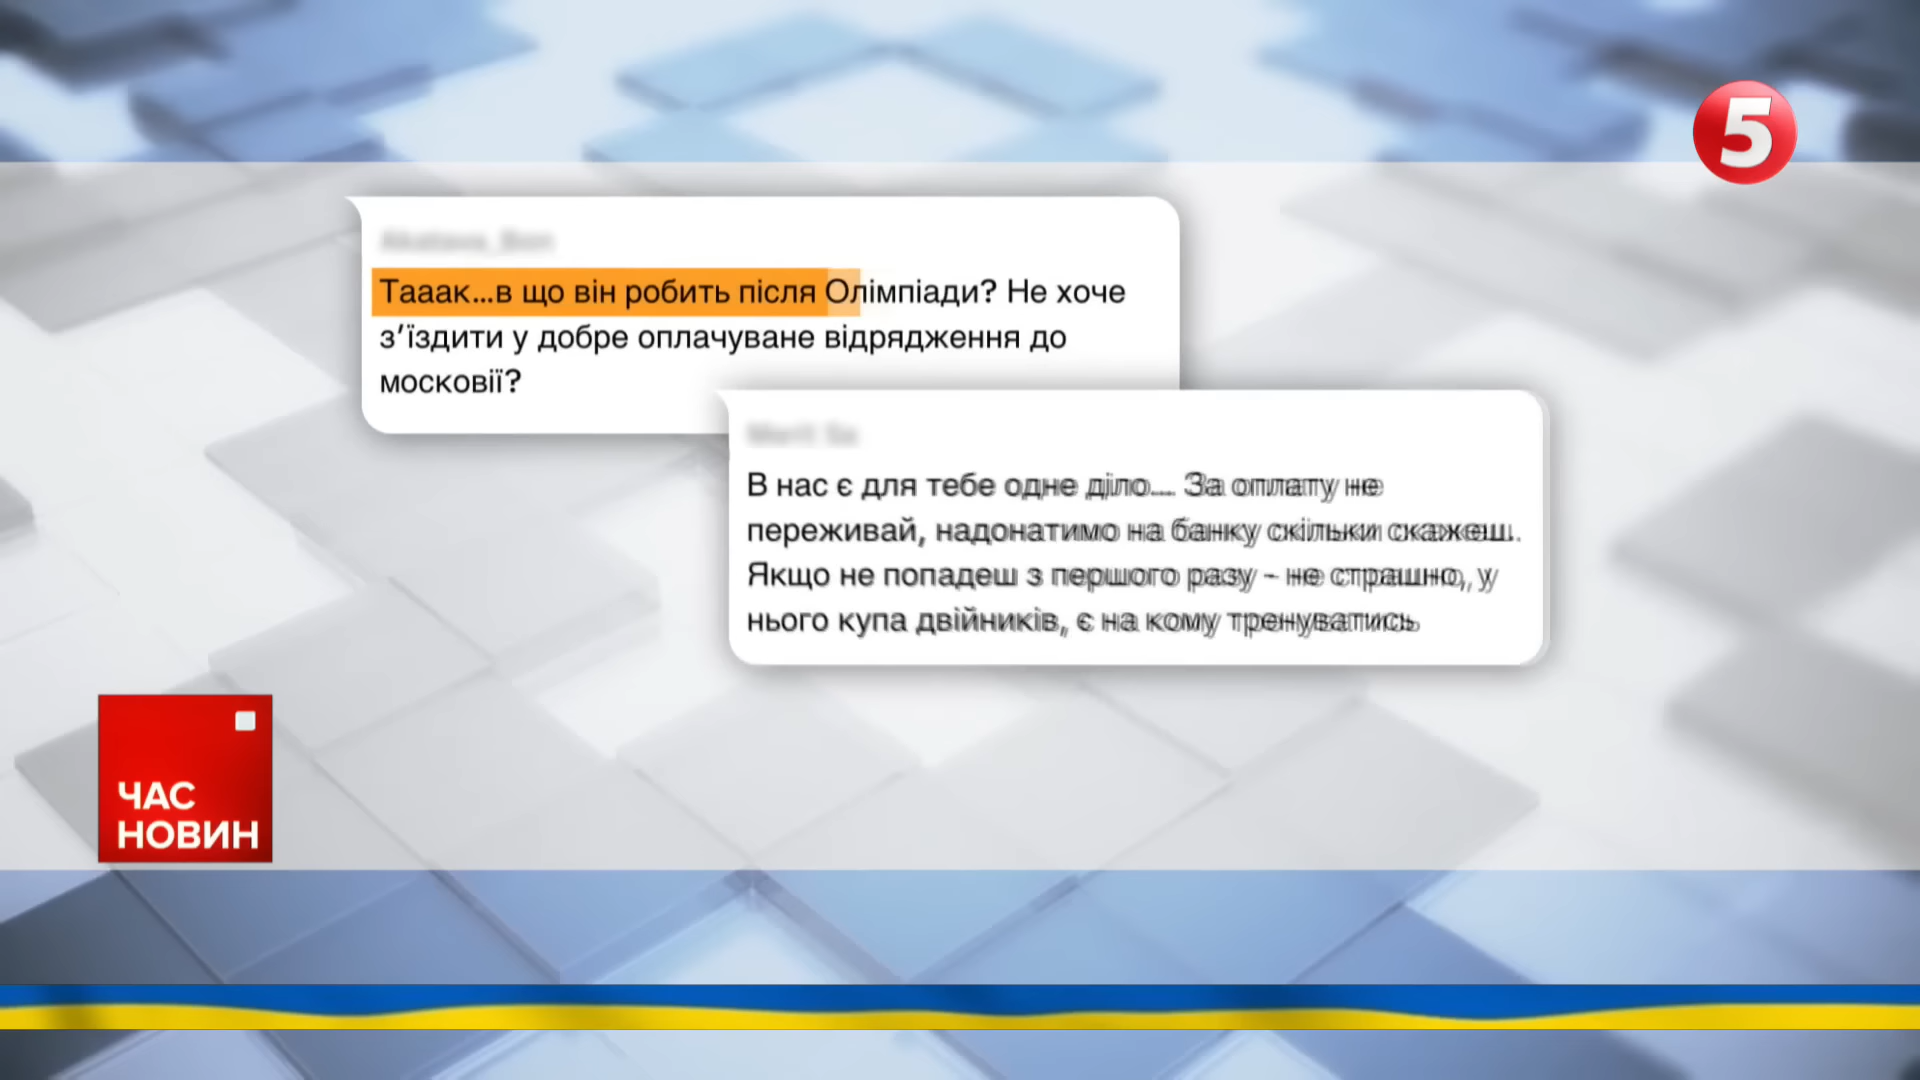 5
Тааак...в що він робить після Олімпіади? Не хоче
з’їздити у добре оплачуване відрядження до
московії?
В нас є для тебе одне діло... За оплату не
переживай, надонатимо на банку скільки скажеш.
Якщо не попадеш з першого разу – не страшно, у
нього купа двійників, є на кому тренуватись
ЧАС
НОВИН